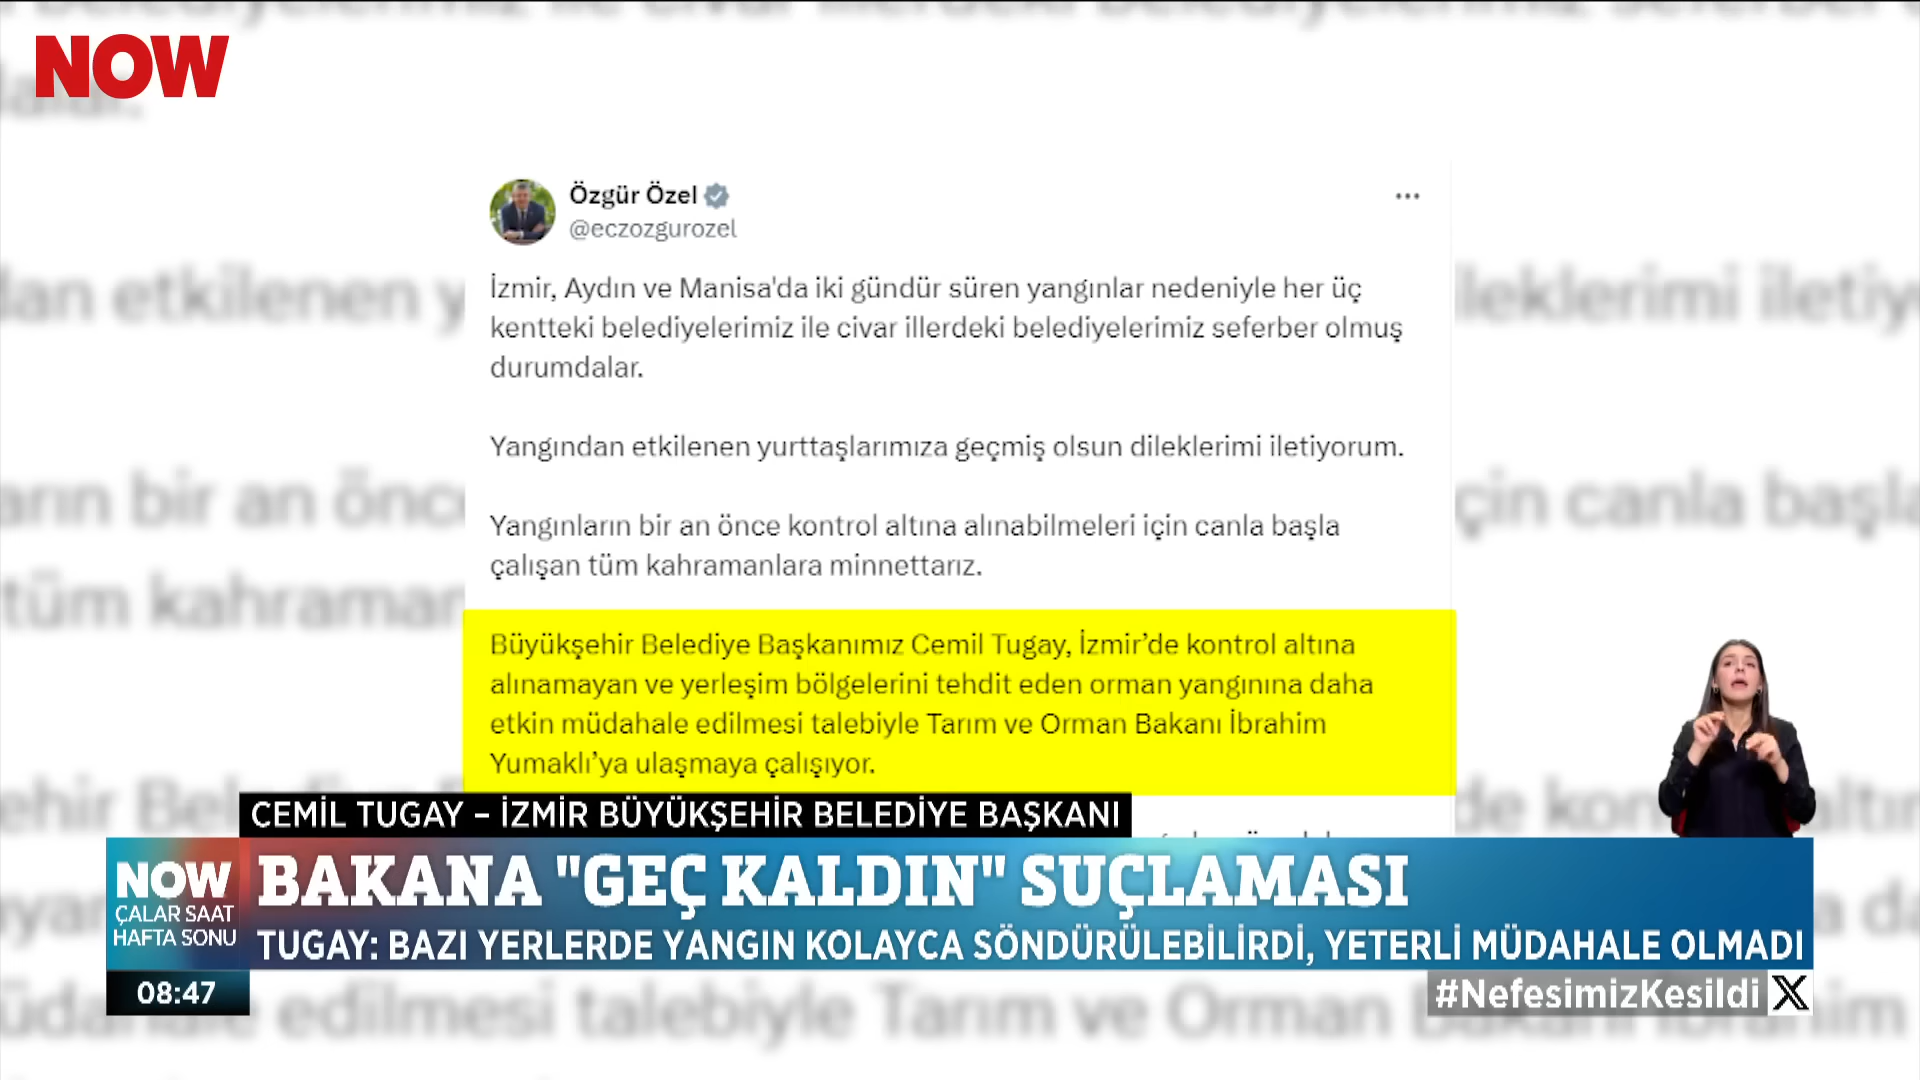 NOW
Özgür Özel
@eczozgurozel
İzmir, Aydın ve Manisa'da iki gündür süren yangınlar nedeniyle her üç
kentteki belediyelerimiz ile civar illerdeki belediyelerimiz seferber olmuş
durumdalar.
Yangından etkilenen yurttaşlarımıza geçmiş olsun dileklerimi iletiyorum.
Yangınların bir an önce kontrol altına alınabilmeleri için canla başla
çalışan tüm kahramanlara minnettarız.
Büyükşehir Belediye Başkanımız Cemil Tugay, İzmir’de kontrol altına
alınamayan ve yerleşim bölgelerini tehdit eden orman yangınına daha
etkin müdahale edilmesi talebiyle Tarım ve Orman Bakanı İbrahim
Yumaklı’ya ulaşmaya çalışıyor.
CEMİL TUGAY – İZMİR BÜYÜKŞEHİR BELEDİYE BAŞKANI
NOW
ÇALAR SAAT
HAFTA SONU
BAKANA "GEÇ KALDIN" SUÇLAMASI
TUGAY: BAZI YERLERDE YANGIN KOLAYCA SÖNDÜRÜLEBİLİRDİ, YETERLİ MÜDAHALE OLMADI
08:47
#NefesimizKesildi X